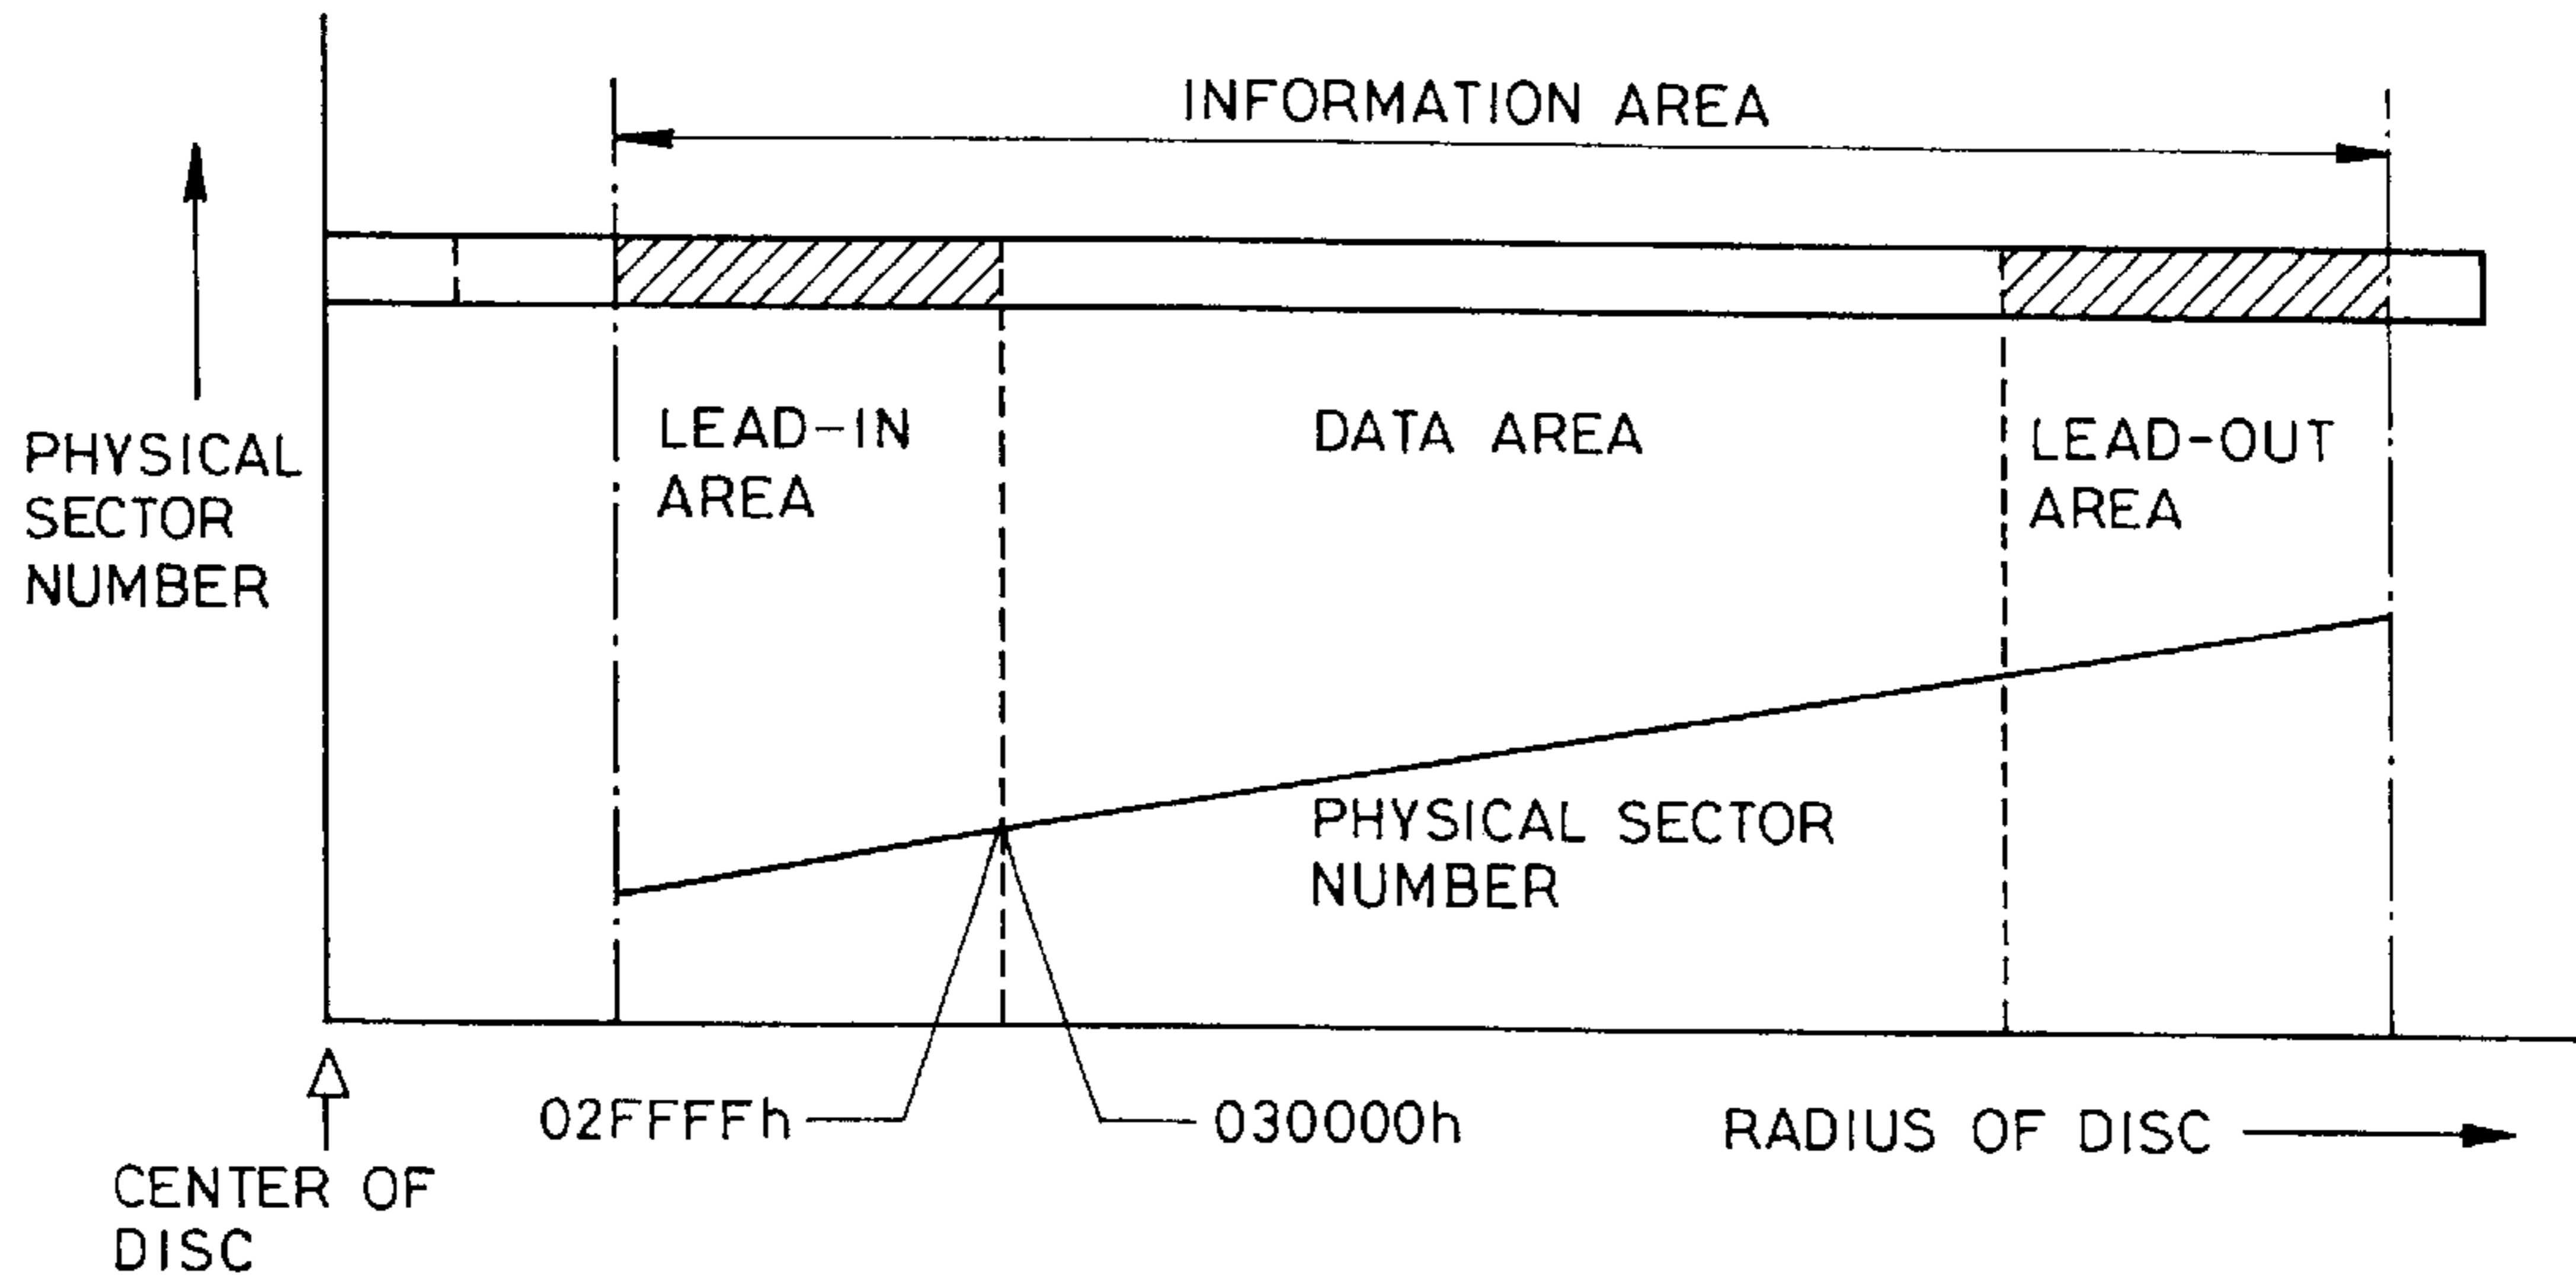 INFORMATION AREA
PHYSICAL
SECTOR
NUMBER
LEAD-IN
AREA
DATA AREA
LEAD-OUT
AREA
PHYSICAL SECTOR
NUMBER
02FFFFh
030000h
RADIUS OF DISC
CENTER OF
DISC